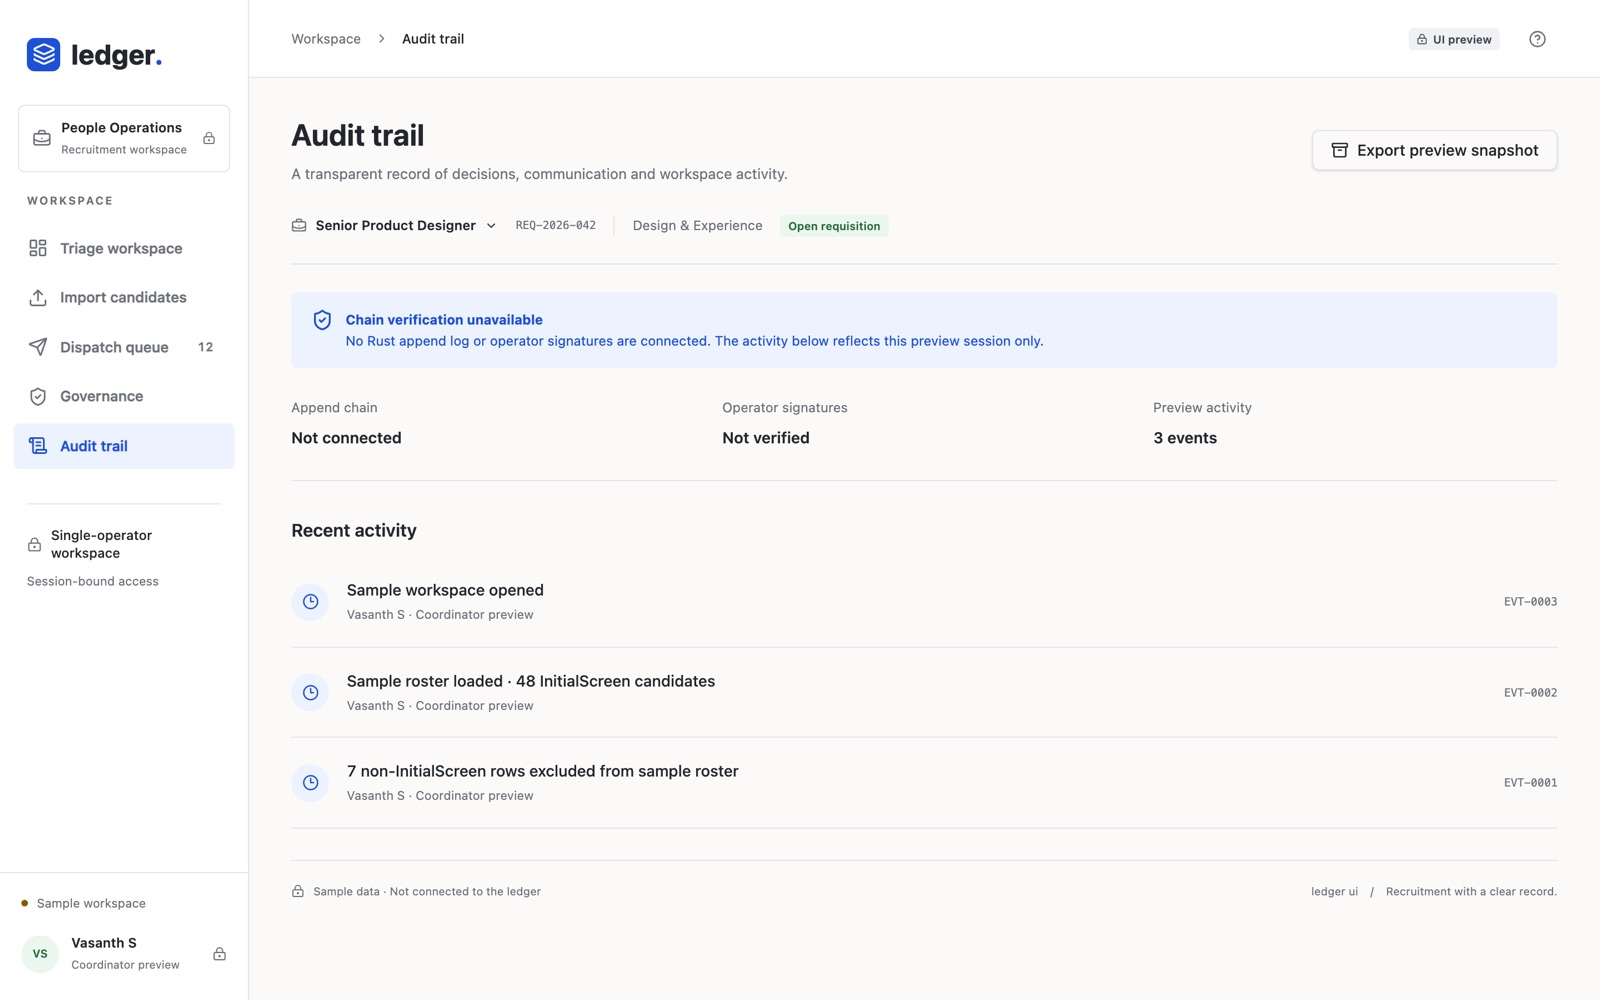 ledger.
People Operations
Recruitment workspace
WORKSPACE
Triage workspace
Import candidates
Dispatch queue 12
Governance
Audit trail
Single-operator
workspace
Session-bound access
Sample workspace
VS
Vasanth S
Coordinator preview
Workspace > Audit trail
UI preview
Audit trail
A transparent record of decisions, communication and workspace activity.
Export preview snapshot
Senior Product Designer REQ-2026-042 Design & Experience Open requisition
Chain verification unavailable
No Rust append log or operator signatures are connected. The activity below reflects this preview session only.
Append chain
Not connected
Operator signatures
Not verified
Preview activity
3 events
Recent activity
Sample workspace opened
Vasanth S · Coordinator preview
EVT-0003
Sample roster loaded · 48 InitialScreen candidates
Vasanth S · Coordinator preview
EVT-0002
7 non-InitialScreen rows excluded from sample roster
Vasanth S · Coordinator preview
EVT-0001
Sample data · Not connected to the ledger
ledger ui / Recruitment with a clear record.